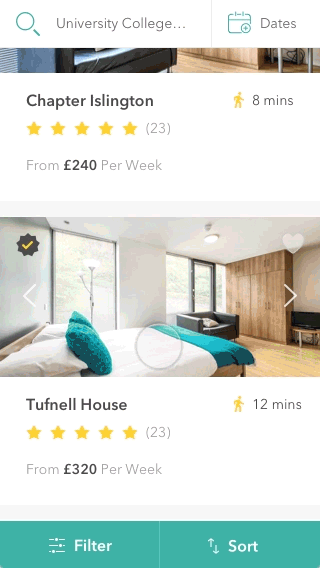 University College...
Dates
Chapter Islington
8 mins
(23)
From £240 Per Week
Tufnell House
12 mins
(23)
From £320 Per Week
Filter
Sort